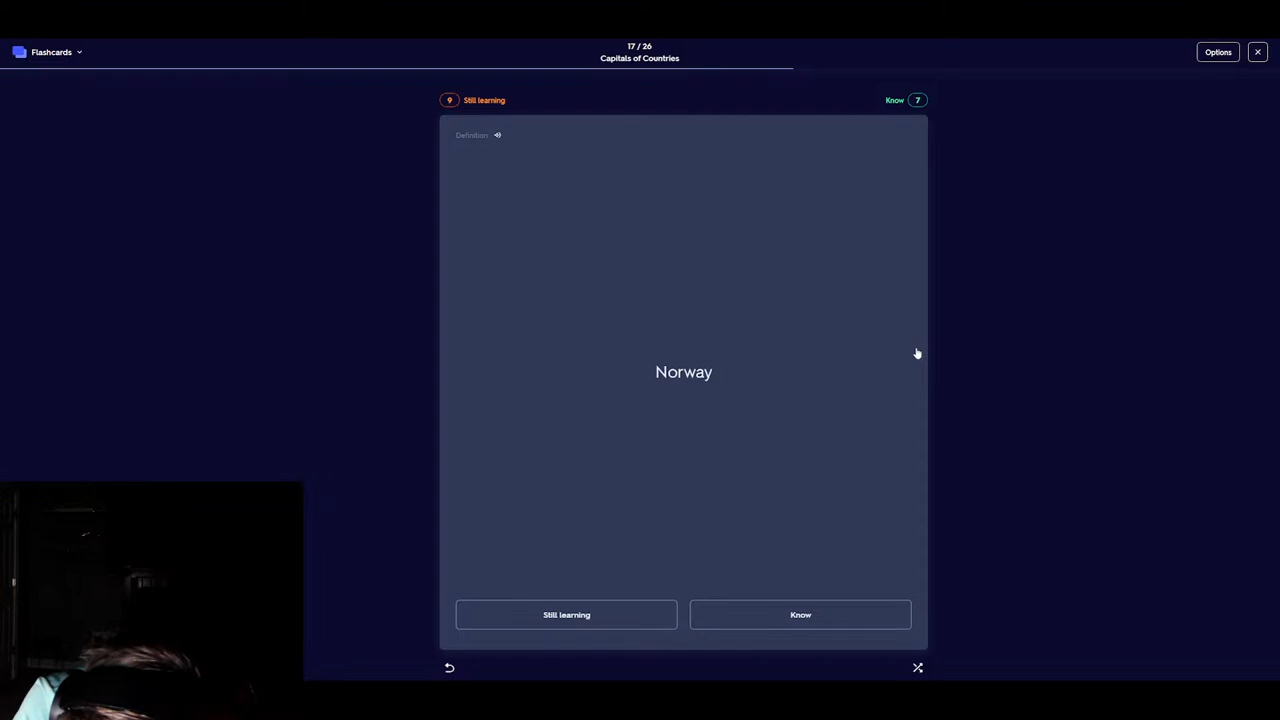 Flashcards
17 / 26
Capitals of Countries
Options
9 Still learning
Know 7
Definition
Norway
Still learning
Know